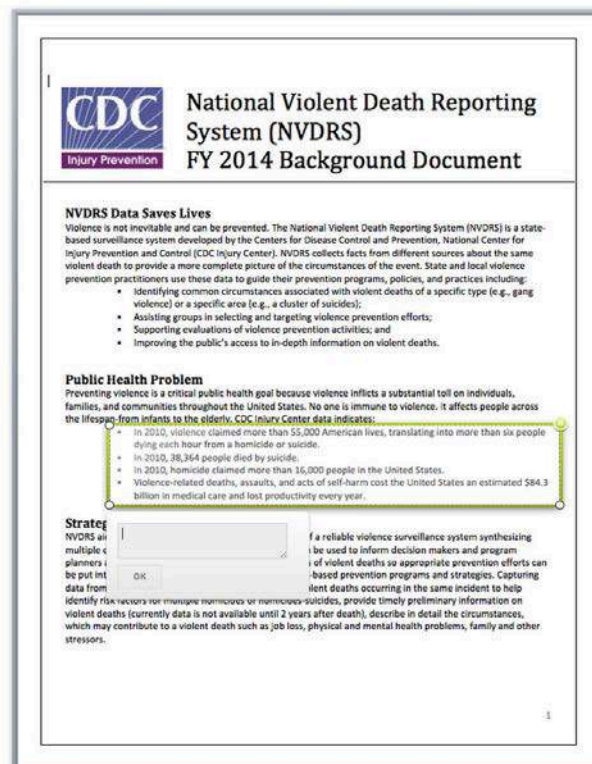 CDC
Injury Prevention
National Violent Death Reporting
System (NVDRS)
FY 2014 Background Document
NVDRS Data Saves Lives
Violence is not inevitable and can be prevented. The National Violent Death Reporting System (NVDRS) is a state-
based surveillance system developed by the Centers for Disease Control and Prevention, National Center for
Injury Prevention and Control (CDC Injury Center). NVDRS collects facts from different sources about the same
violent death to provide a more complete picture of the circumstances of the event. State and local violence
prevention practitioners use these data to guide their prevention programs, policies, and practices including:
• Identifying common circumstances associated with violent deaths of a specific type (e.g., gang
violence) or a specific area (e.g., a cluster of suicides);
• Assisting groups in selecting and targeting violence prevention efforts;
• Supporting evaluations of violence prevention activities; and
• Improving the public's access to in-depth information on violent deaths.
Public Health Problem
Preventing violence is a critical public health goal because violence inflicts a substantial toll on individuals,
families, and communities throughout the United States. No one is immune to violence. It affects people across
the lifespan-from infants to the elderly. CDC Injury Center data indicates:
• In 2010, violence claimed more than 55,000 American lives, translating into more than six people
dying each hour from a homicide or suicide.
• In 2010, 38,364 people died by suicide.
• In 2010, homicide claimed more than 16,000 people in the United States.
• Violence-related deaths, assaults, and acts of self-harm cost the United States an estimated $84.3
billion in medical care and lost productivity every year.
Strateg
NVDRS ai f a reliable violence surveillance system synthesizing
multiple be used to inform decision makers and program
planners of violent deaths so appropriate prevention efforts can
be put int -based prevention programs and strategies. Capturing
data from lent deaths occurring in the same incident to help
identify risk factors for multiple homicides or homicides-suicides, provide timely preliminary information on
violent deaths (currently data is not available until 2 years after death), describe in detail the circumstances,
which may contribute to a violent death such as job loss, physical and mental health problems, family and other
stressors.
OK
1